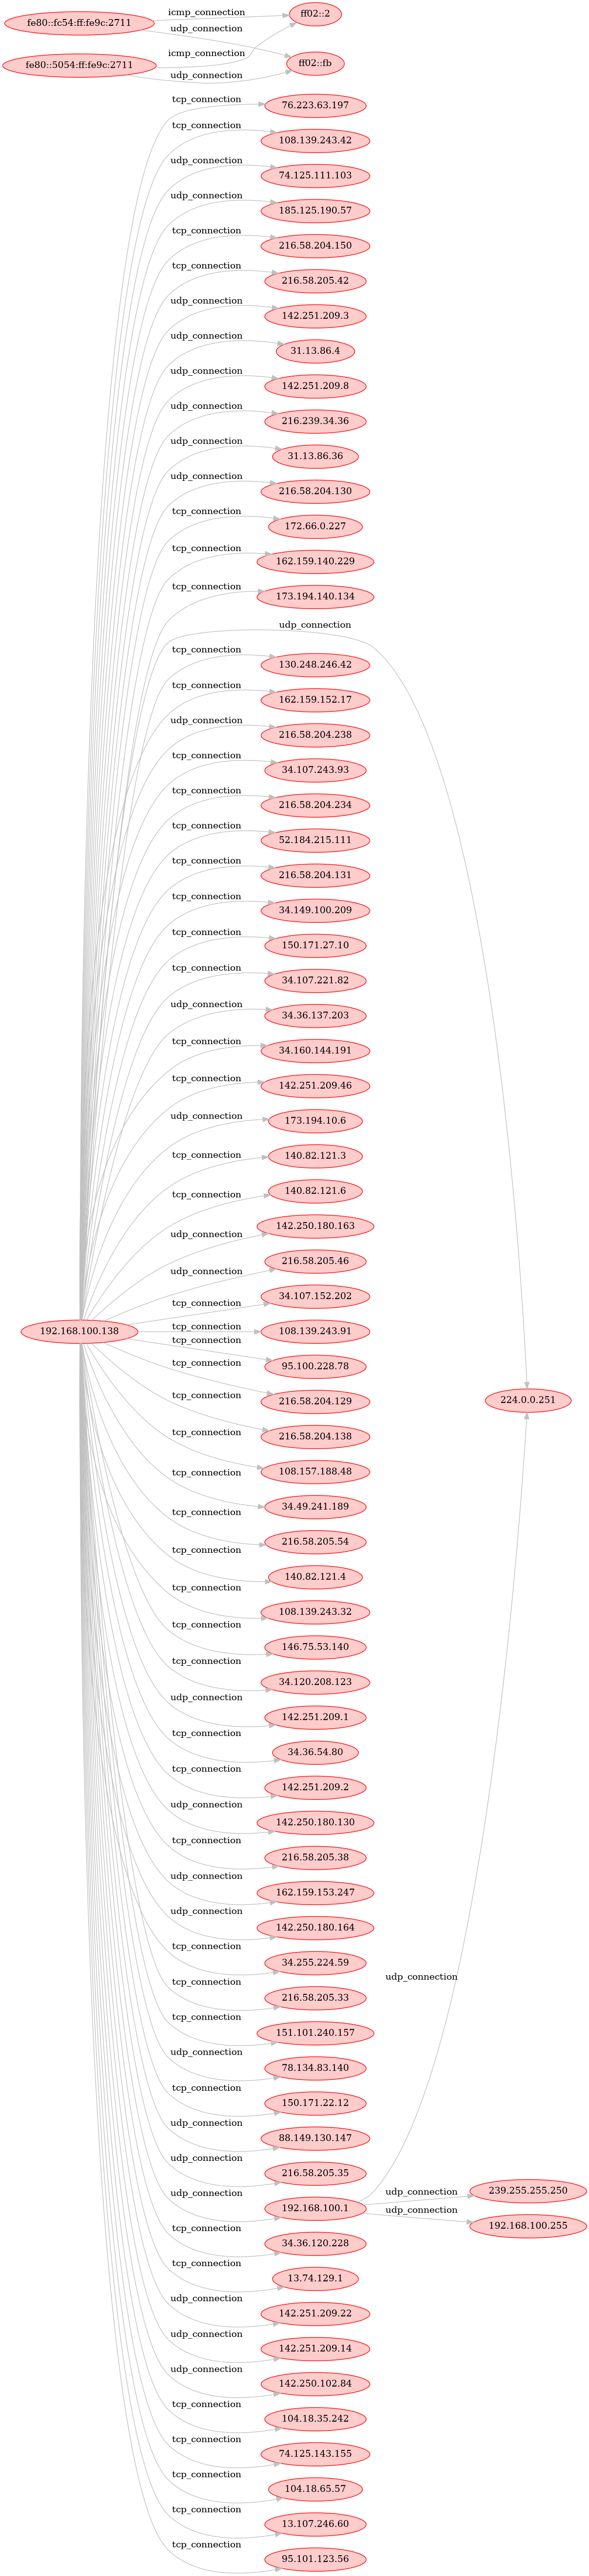 fe80::fc54:ff:fe9c:2711
icmp_connection
ff02::2
udp_connection
fe80::5054:ff:fe9c:2711
icmp_connection
ff02::fb
udp_connection
tcp_connection
76.223.63.197
tcp_connection
108.139.243.42
udp_connection
74.125.111.103
udp_connection
185.125.190.57
tcp_connection
216.58.204.150
tcp_connection
216.58.205.42
udp_connection
142.251.209.3
udp_connection
31.13.86.4
udp_connection
142.251.209.8
udp_connection
216.239.34.36
udp_connection
31.13.86.36
udp_connection
216.58.204.130
tcp_connection
172.66.0.227
tcp_connection
162.159.140.229
tcp_connection
173.194.140.134
udp_connection
tcp_connection
130.248.246.42
tcp_connection
162.159.152.17
udp_connection
216.58.204.238
tcp_connection
34.107.243.93
tcp_connection
216.58.204.234
tcp_connection
52.184.215.111
tcp_connection
216.58.204.131
tcp_connection
34.149.100.209
tcp_connection
150.171.27.10
tcp_connection
34.107.221.82
udp_connection
34.36.137.203
tcp_connection
34.160.144.191
tcp_connection
142.251.209.46
udp_connection
173.194.10.6
tcp_connection
140.82.121.3
tcp_connection
140.82.121.6
udp_connection
142.250.180.163
udp_connection
216.58.205.46
tcp_connection
34.107.152.202
192.168.100.138
tcp_connection
108.139.243.91
tcp_connection
95.100.228.78
tcp_connection
216.58.204.129
224.0.0.251
tcp_connection
216.58.204.138
tcp_connection
108.157.188.48
tcp_connection
34.49.241.189
tcp_connection
216.58.205.54
tcp_connection
140.82.121.4
tcp_connection
108.139.243.32
tcp_connection
146.75.53.140
tcp_connection
34.120.208.123
udp_connection
142.251.209.1
tcp_connection
34.36.54.80
tcp_connection
142.251.209.2
udp_connection
142.250.180.130
tcp_connection
216.58.205.38
udp_connection
162.159.153.247
udp_connection
142.250.180.164
tcp_connection
34.255.224.59
udp_connection
tcp_connection
216.58.205.33
tcp_connection
151.101.240.157
udp_connection
78.134.83.140
tcp_connection
150.171.22.12
udp_connection
88.149.130.147
udp_connection
216.58.205.35
udp_connection
192.168.100.1
udp_connection
239.255.255.250
udp_connection
192.168.100.255
tcp_connection
34.36.120.228
tcp_connection
13.74.129.1
udp_connection
142.251.209.22
udp_connection
142.251.209.14
udp_connection
142.250.102.84
tcp_connection
104.18.35.242
tcp_connection
74.125.143.155
tcp_connection
104.18.65.57
tcp_connection
13.107.246.60
tcp_connection
95.101.123.56